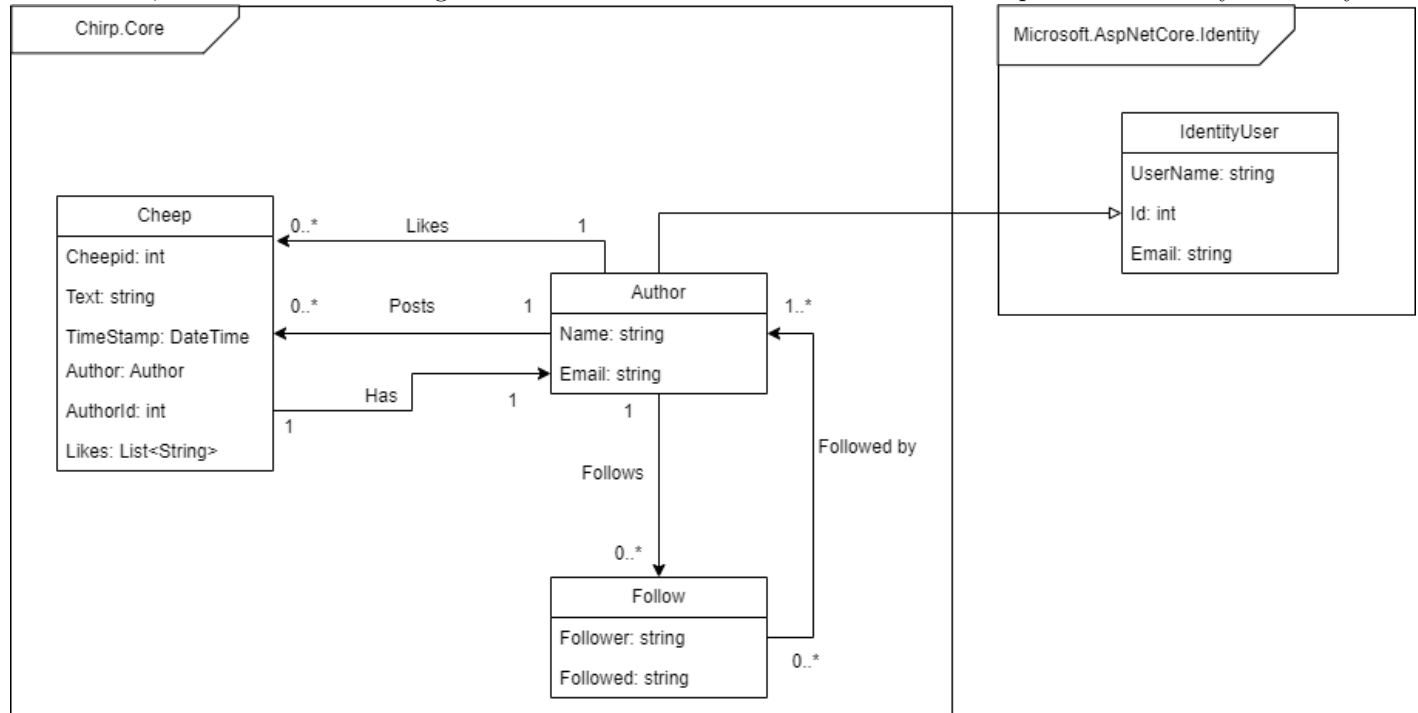 Chirp.Core
Microsoft.AspNetCore.Identity
IdentityUser
UserName: string
Id: int
Email: string
Cheep
Cheepid: int
Text: string
TimeStamp: DateTime
Author: Author
AuthorId: int
Likes: List<String>
0..* Likes 1
0..* Posts 1
1 Has 1
Author
Name: string
Email: string
1..*
1
Follows
0..*
Followed by
Follow
Follower: string
Followed: string
0..*